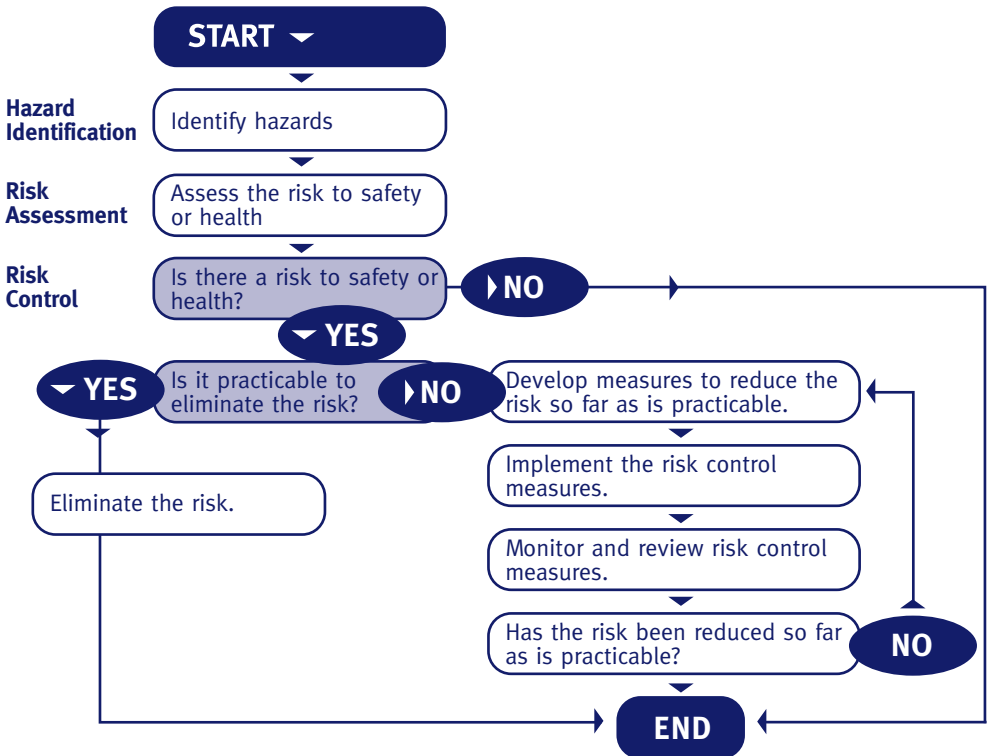 START
Hazard
Identification
Identify hazards
Risk
Assessment
Assess the risk to safety
or health
Risk
Control
Is there a risk to safety or
health?
NO
YES
YES
Is it practicable to
eliminate the risk?
NO
Develop measures to reduce the
risk so far as is practicable.
Implement the risk control
measures.
Eliminate the risk.
Monitor and review risk control
measures.
Has the risk been reduced so far
as is practicable?
NO
END